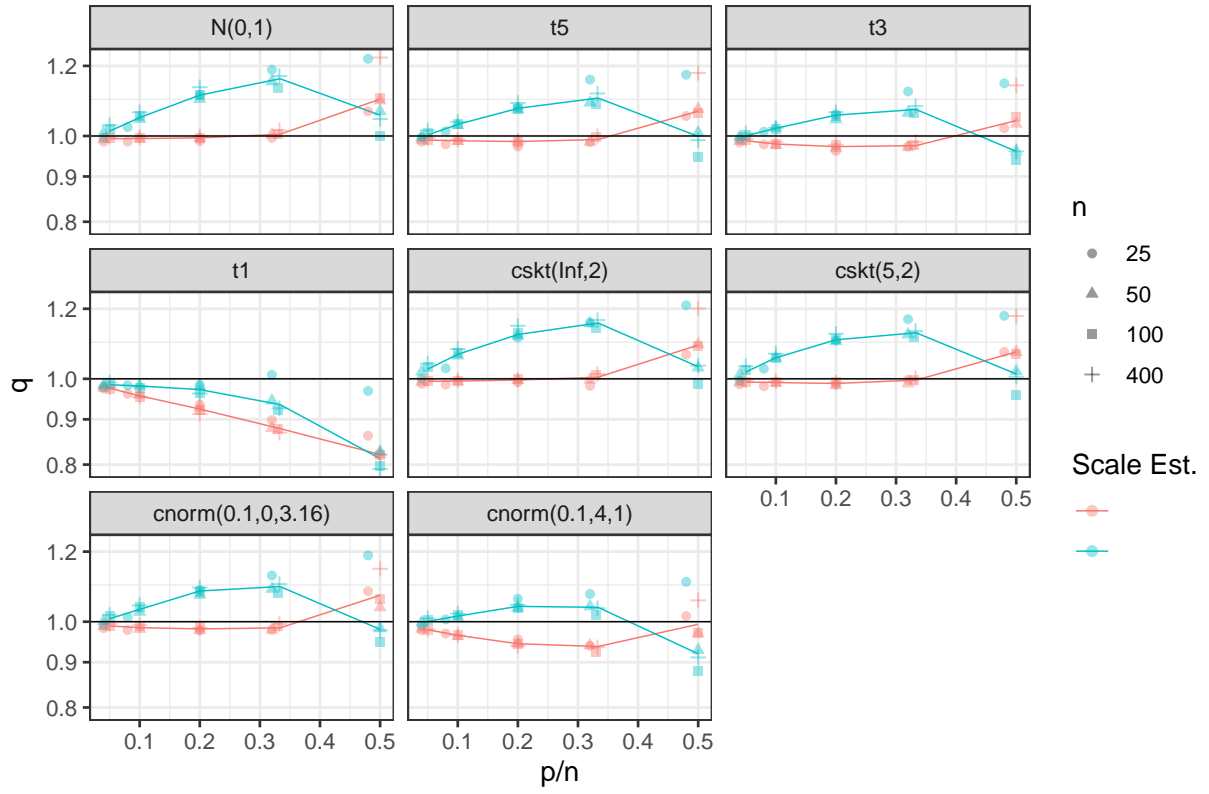 N(0,1) t5 t3
1.2
1.0
0.9
0.8
t1 cskt(Inf,2) cskt(5,2)
1.2
1.0
0.9
0.8
0.1 0.2 0.3 0.4 0.5
cnorm(0.1,0,3.16) cnorm(0.1,4,1)
1.2
1.0
0.9
0.8
0.1 0.2 0.3 0.4 0.5 0.1 0.2 0.3 0.4 0.5
p/n
q
n
25
50
100
400
Scale Est.